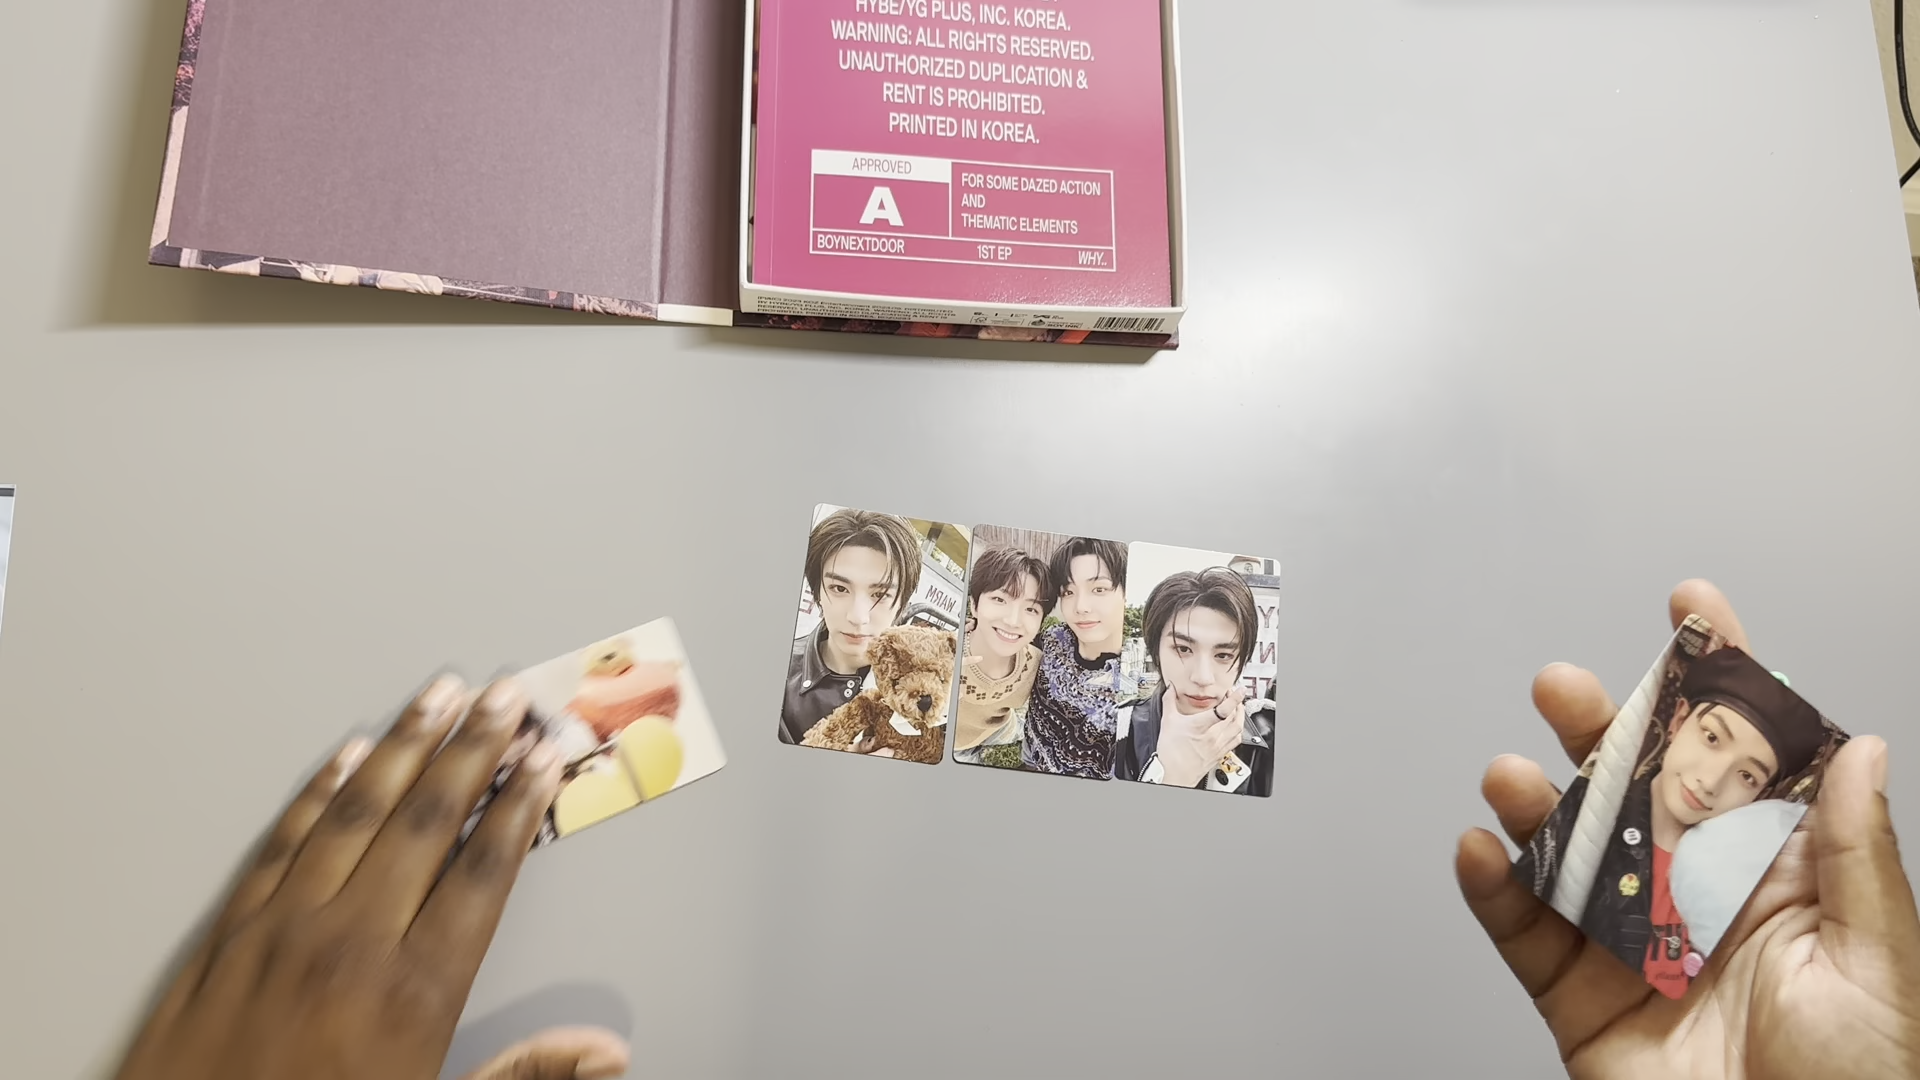 HYBE/YG PLUS, INC. KOREA.
WARNING: ALL RIGHTS RESERVED.
UNAUTHORIZED DUPLICATION &
RENT IS PROHIBITED.
PRINTED IN KOREA.
APPROVED
A
FOR SOME DAZED ACTION
AND
THEMATIC ELEMENTS
BOYNEXTDOOR
1ST EP
WHY..
WARM